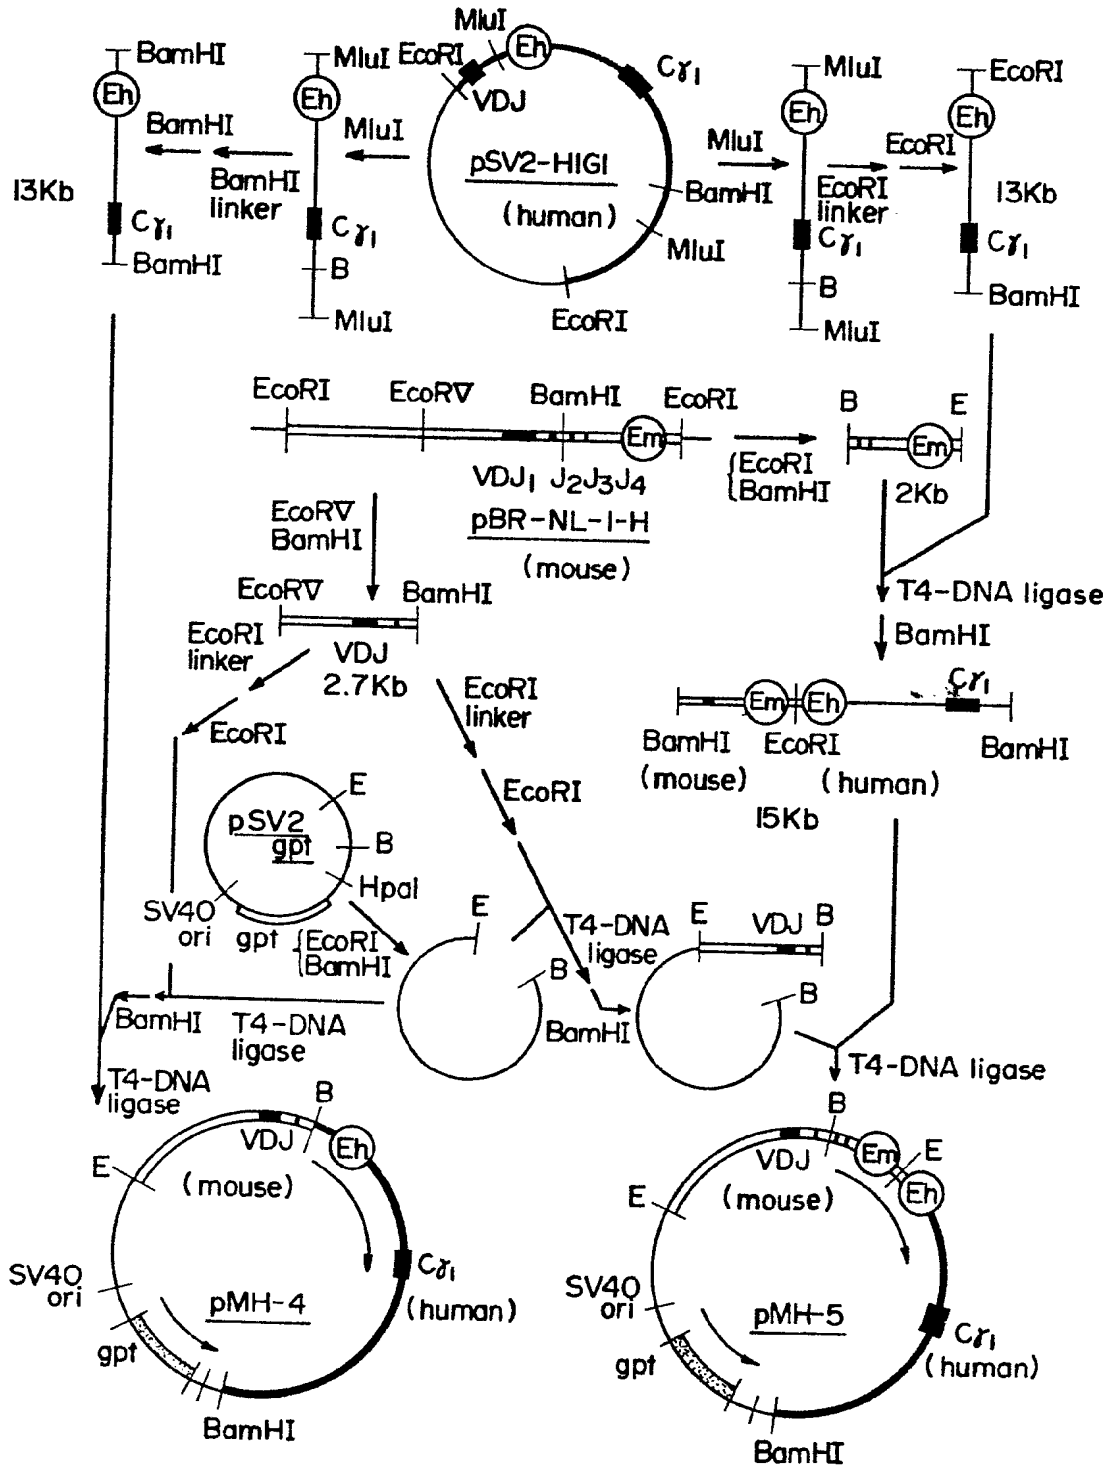 BamHI
Eh
BamHI
13Kb
Cγ1
BamHI
BamHI
linker
MluI
Eh
MluI
Cγ1
B
MluI
MluI
EcoRI
Eh
VDJ
Cγ1
pSV2-HIGI
(human)
BamHI
MluI
EcoRI
MluI
MluI
Eh
EcoRI
linker
Cγ1
B
MluI
EcoRI
EcoRI
Eh
13Kb
Cγ1
BamHI
EcoRI
EcoRV
BamHI
EcoRI
Em
VDJ1 J2J3J4
pBR-NL-1-H
(mouse)
{EcoRI
BamHI
B
E
Em
2Kb
EcoRV
BamHI
T4-DNA ligase
BamHI
EcoRV
BamHI
VDJ
2.7Kb
EcoRI
linker
EcoRI
EcoRI
linker
EcoRI
Cγ1
Em
Eh
BamHI
EcoRI
BamHI
(mouse)
(human)
15Kb
pSV2
gpt
E
B
HpaI
SV40
ori
gpt
{EcoRI
BamHI
E
B
T4-DNA
ligase
BamHI
E
VDJ
B
B
BamHI
T4-DNA
ligase
T4-DNA
ligase
T4-DNA ligase
B
VDJ
Eh
E
(mouse)
SV40
ori
pMH-4
Cγ1
(human)
gpt
BamHI
B
VDJ
Em
E
Eh
E
(mouse)
SV40
ori
pMH-5
Cγ1
(human)
gpt
BamHI